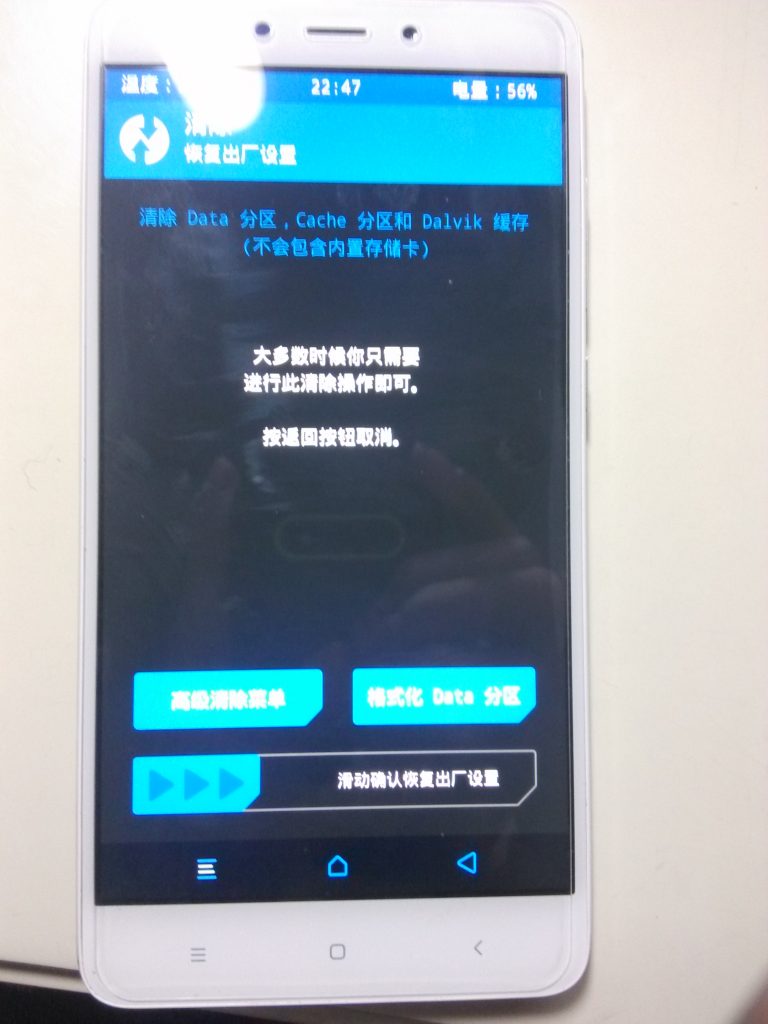 温度：
22:47
电量：56%
清除
恢复出厂设置
清除 Data 分区，Cache 分区和 Dalvik 缓存
(不会包含内置存储卡)
大多数时候你只需要
进行此清除操作即可。
按返回按钮取消。
高级清除菜单
格式化 Data 分区
滑动确认恢复出厂设置